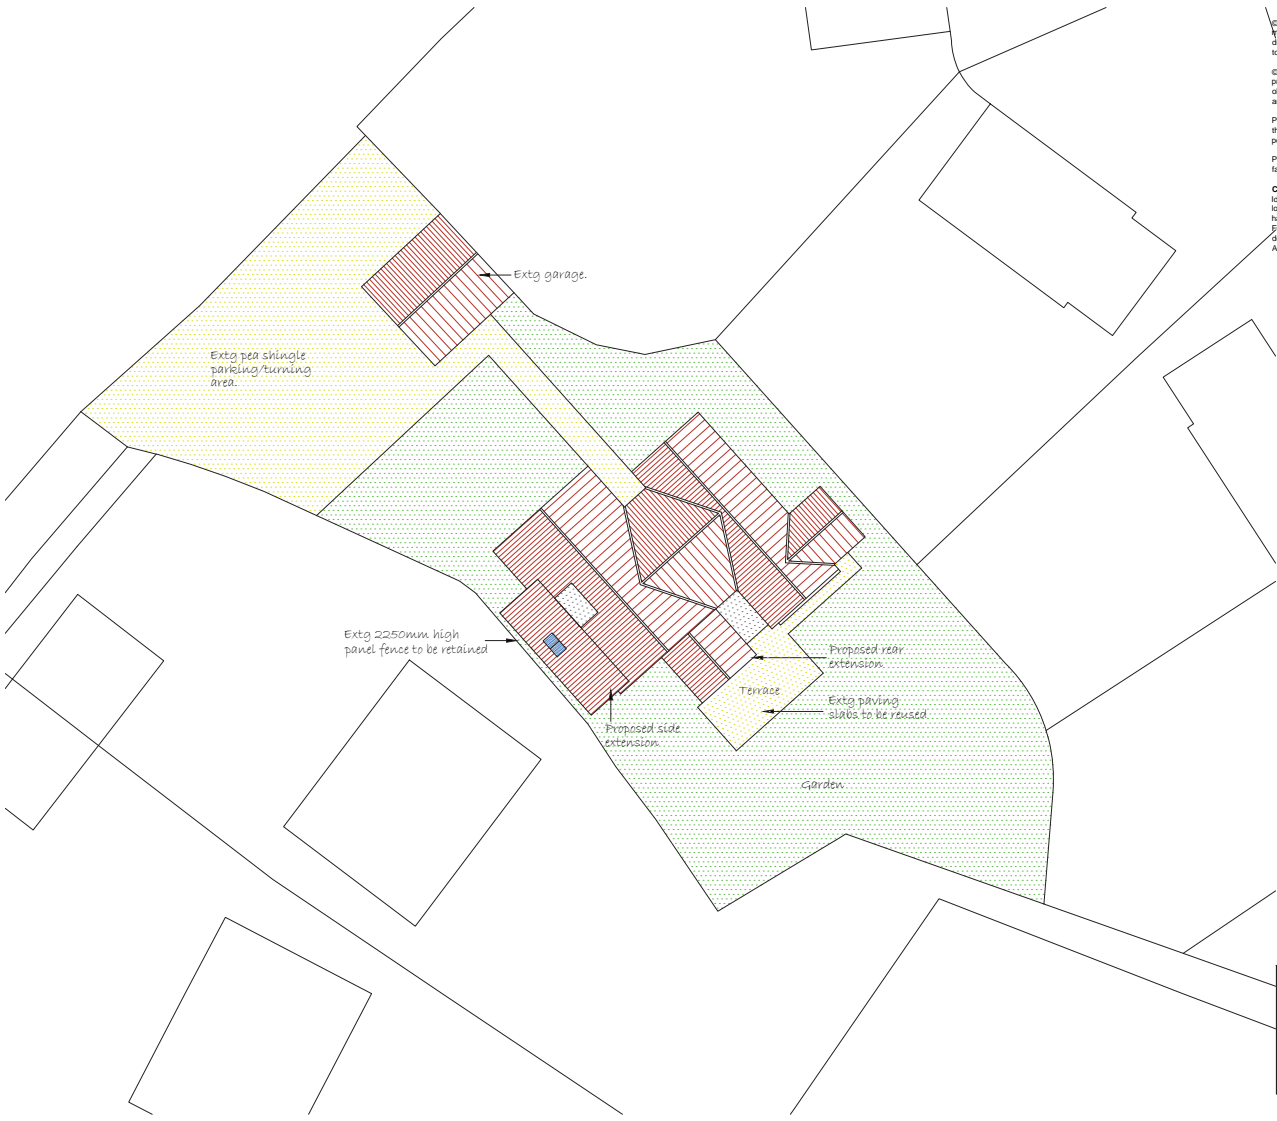 Extg garage.
Extg pea shingle
parking/turning
area.
Extg 2250mm high
panel fence to be retained
Proposed rear
extension
Terrace
Extg paving
slabs to be reused
Proposed side
extension
Garden